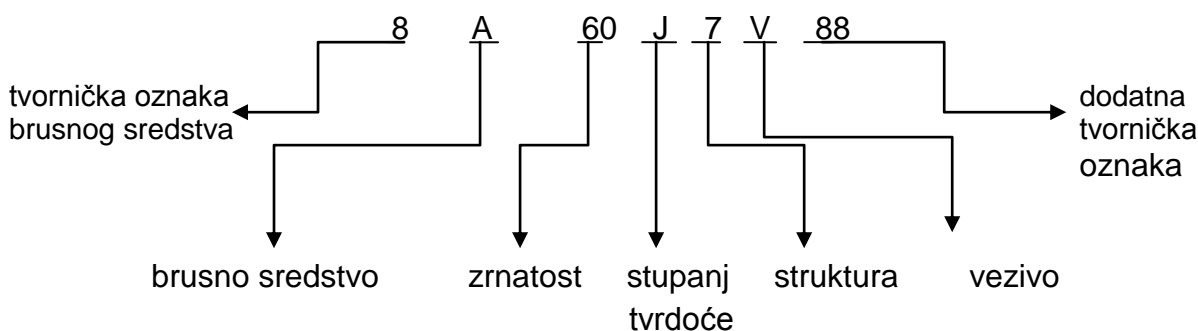 8 A 60 J 7 V 88
tvornička oznaka
brusnog sredstva
dodatna
tvornička
oznaka
brusno sredstvo
zrnatost
stupanj
tvrdoće
struktura
vezivo